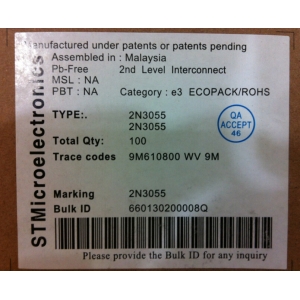 STMicroelectronics
Manufactured under patents or patents pending
Assembled in : Malaysia
Pb-Free 2nd Level Interconnect
MSL : NA
PBT : NA Category : e3 ECOPACK/ROHS
TYPE:. 2N3055
2N3055
Total Qty: 100
Trace codes 9M610800 WV 9M
QA
ACCEPT
46
Marking 2N3055
Bulk ID 660130200008Q
Please provide the Bulk ID for any inquiry